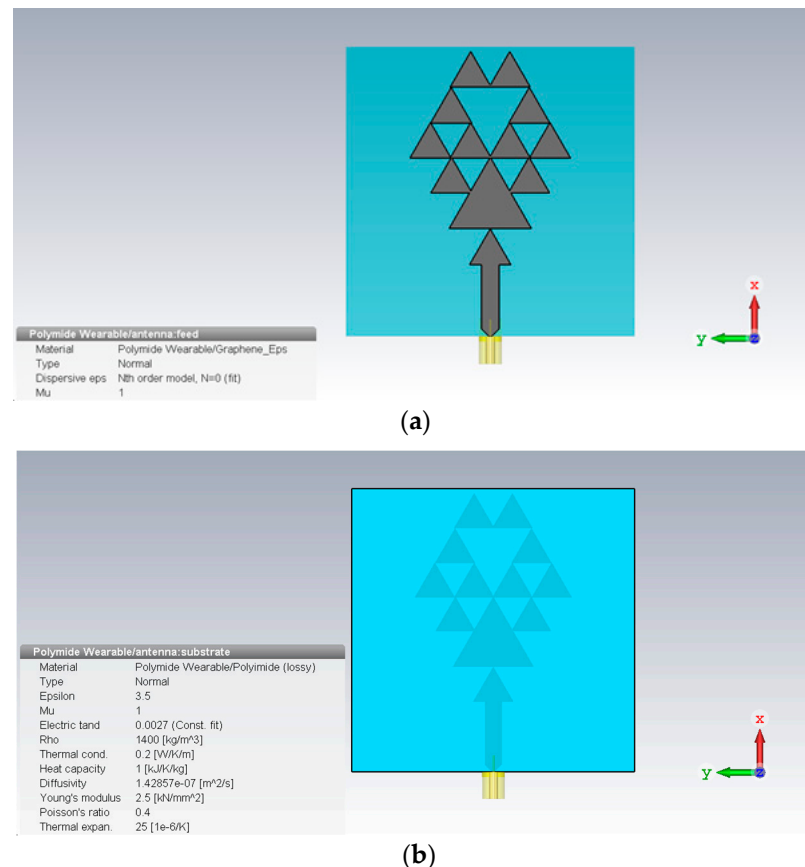 x
y
Polymide Wearable/antenna:feed
Material Polymide Wearable/Graphene_Eps
Type Normal
Dispersive eps Nth order model, N=0 (fit)
Mu 1
(a)
x
y
Polymide Wearable/antenna:substrate
Material Polymide Wearable/Polyimide (lossy)
Type Normal
Epsilon 3.5
Mu 1
Electric tand 0.0027 (Const. fit)
Rho 1400 [kg/m^3]
Thermal cond. 0.2 [W/K/m]
Heat capacity 1 [kJ/K/kg]
Diffusivity 1.42857e-07 [m^2/s]
Young's modulus 2.5 [kN/mm^2]
Poisson's ratio 0.4
Thermal expan. 25 [1e-6/K]
(b)